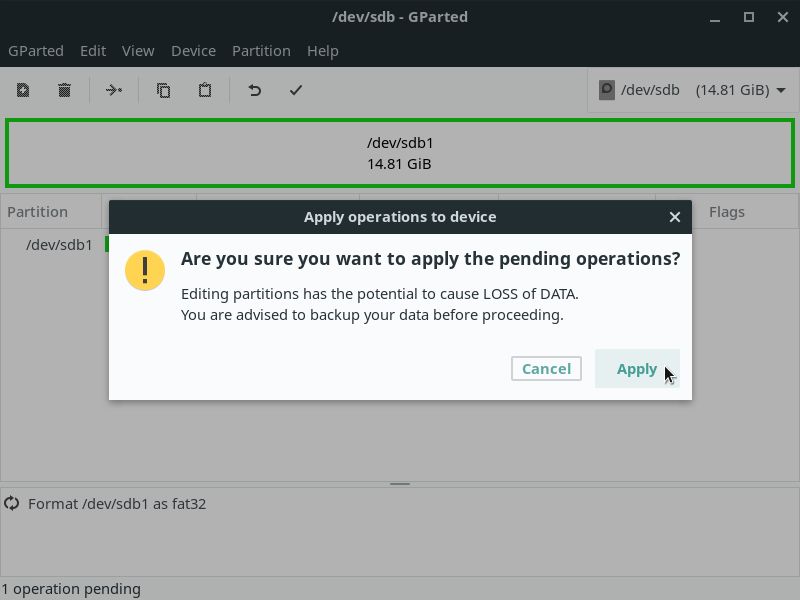 /dev/sdb - GParted
GParted Edit View Device Partition Help
/dev/sdb (14.81 GiB)
/dev/sdb1
14.81 GiB
Partition Flags
/dev/sdb1
Apply operations to device
Are you sure you want to apply the pending operations?
Editing partitions has the potential to cause LOSS of DATA.
You are advised to backup your data before proceeding.
Cancel Apply
Format /dev/sdb1 as fat32
1 operation pending